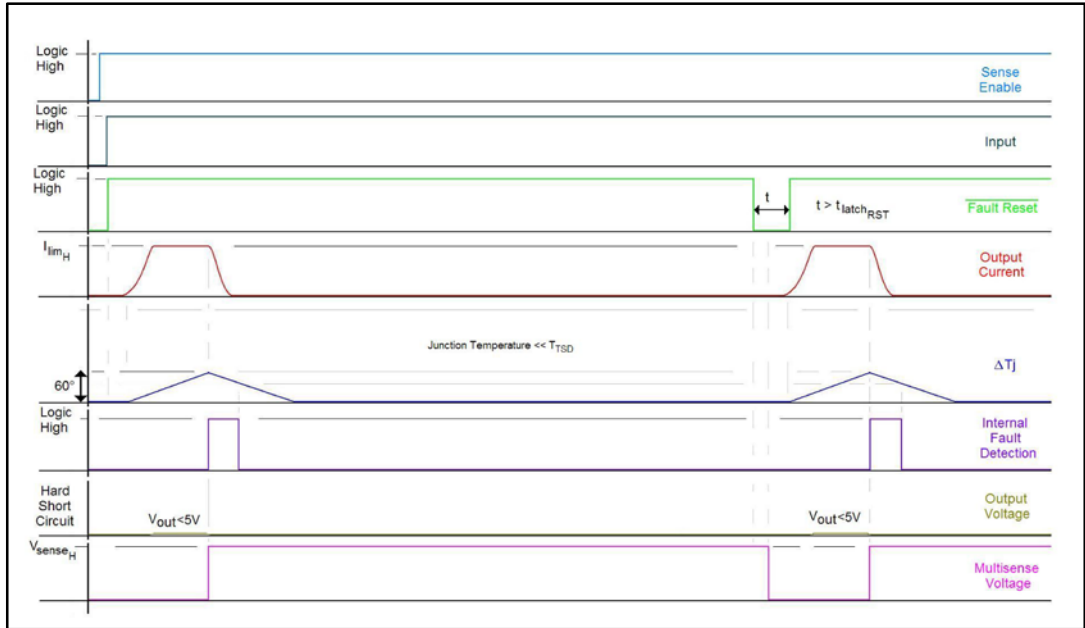 Logic
High
Sense
Enable
Logic
High
Input
Logic
High
t
t > tlatchRST
Fault Reset
IlimH
Output
Current
Junction Temperature << TTSD
60°
ΔTj
Logic
High
Internal
Fault
Detection
Hard
Short
Circuit
Vout<5V
Vout<5V
Output
Voltage
VsenseH
Multisense
Voltage